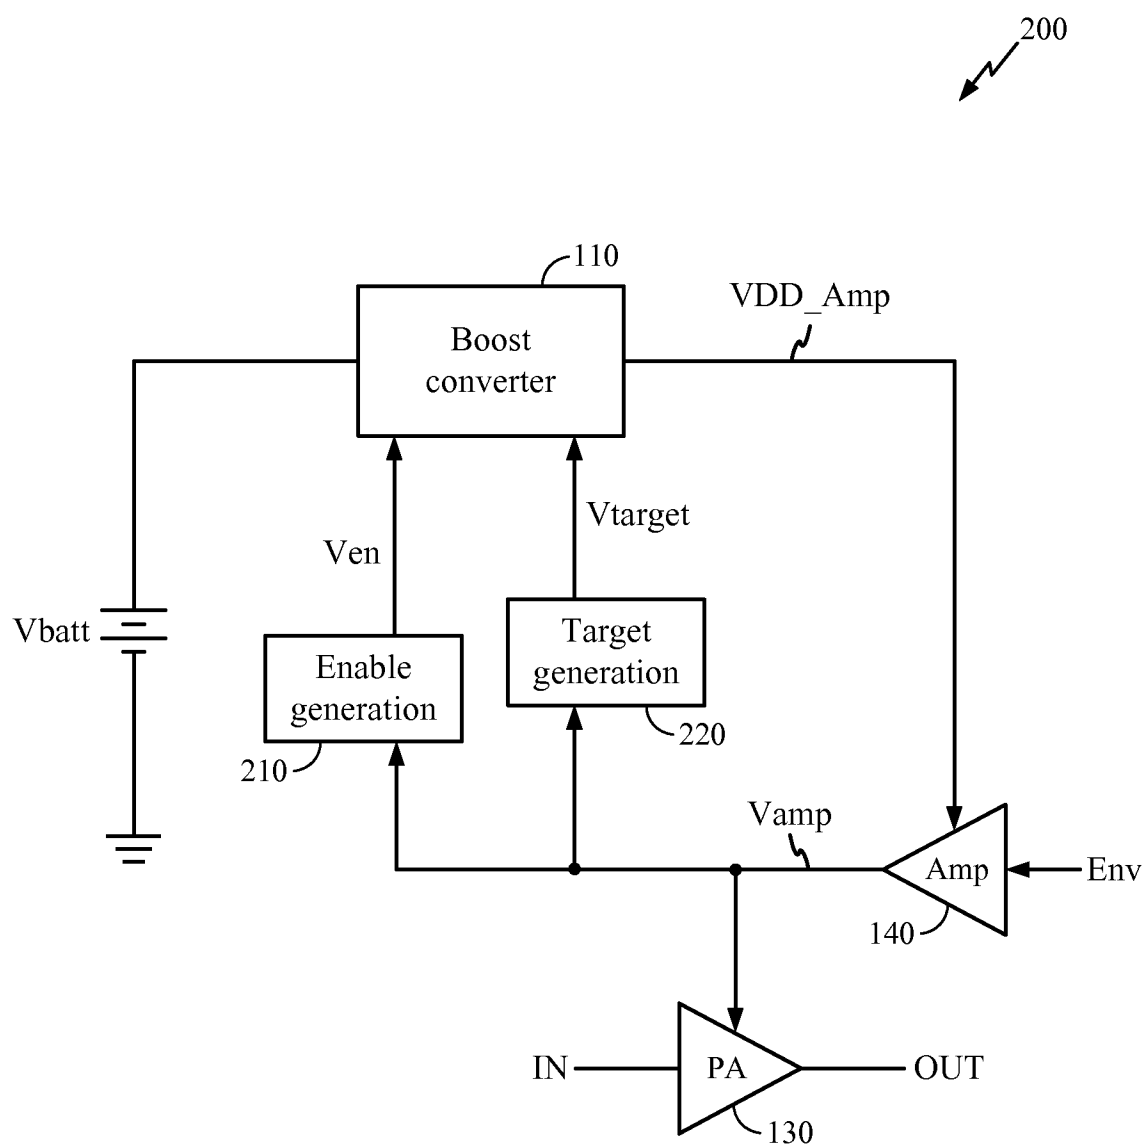 200
110
VDD_Amp
Boost
converter
Vtarget
Ven
Vbatt
Target
generation
Enable
generation
220
210
Vamp
Amp
Env
140
IN
PA
OUT
130